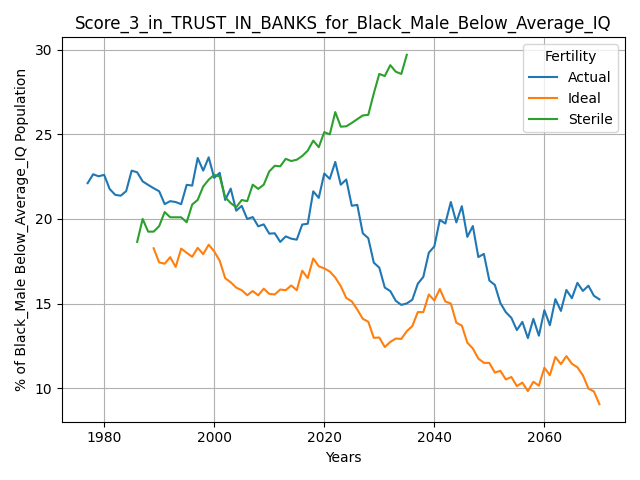 Score_3_in_TRUST_IN_BANKS_for_Black_Male_Below_Average_IQ
% of Black_Male Below_Average_IQ Population
30
25
20
15
10
Fertility
Actual
Ideal
Sterile
1980
2000
2020
2040
2060
Years